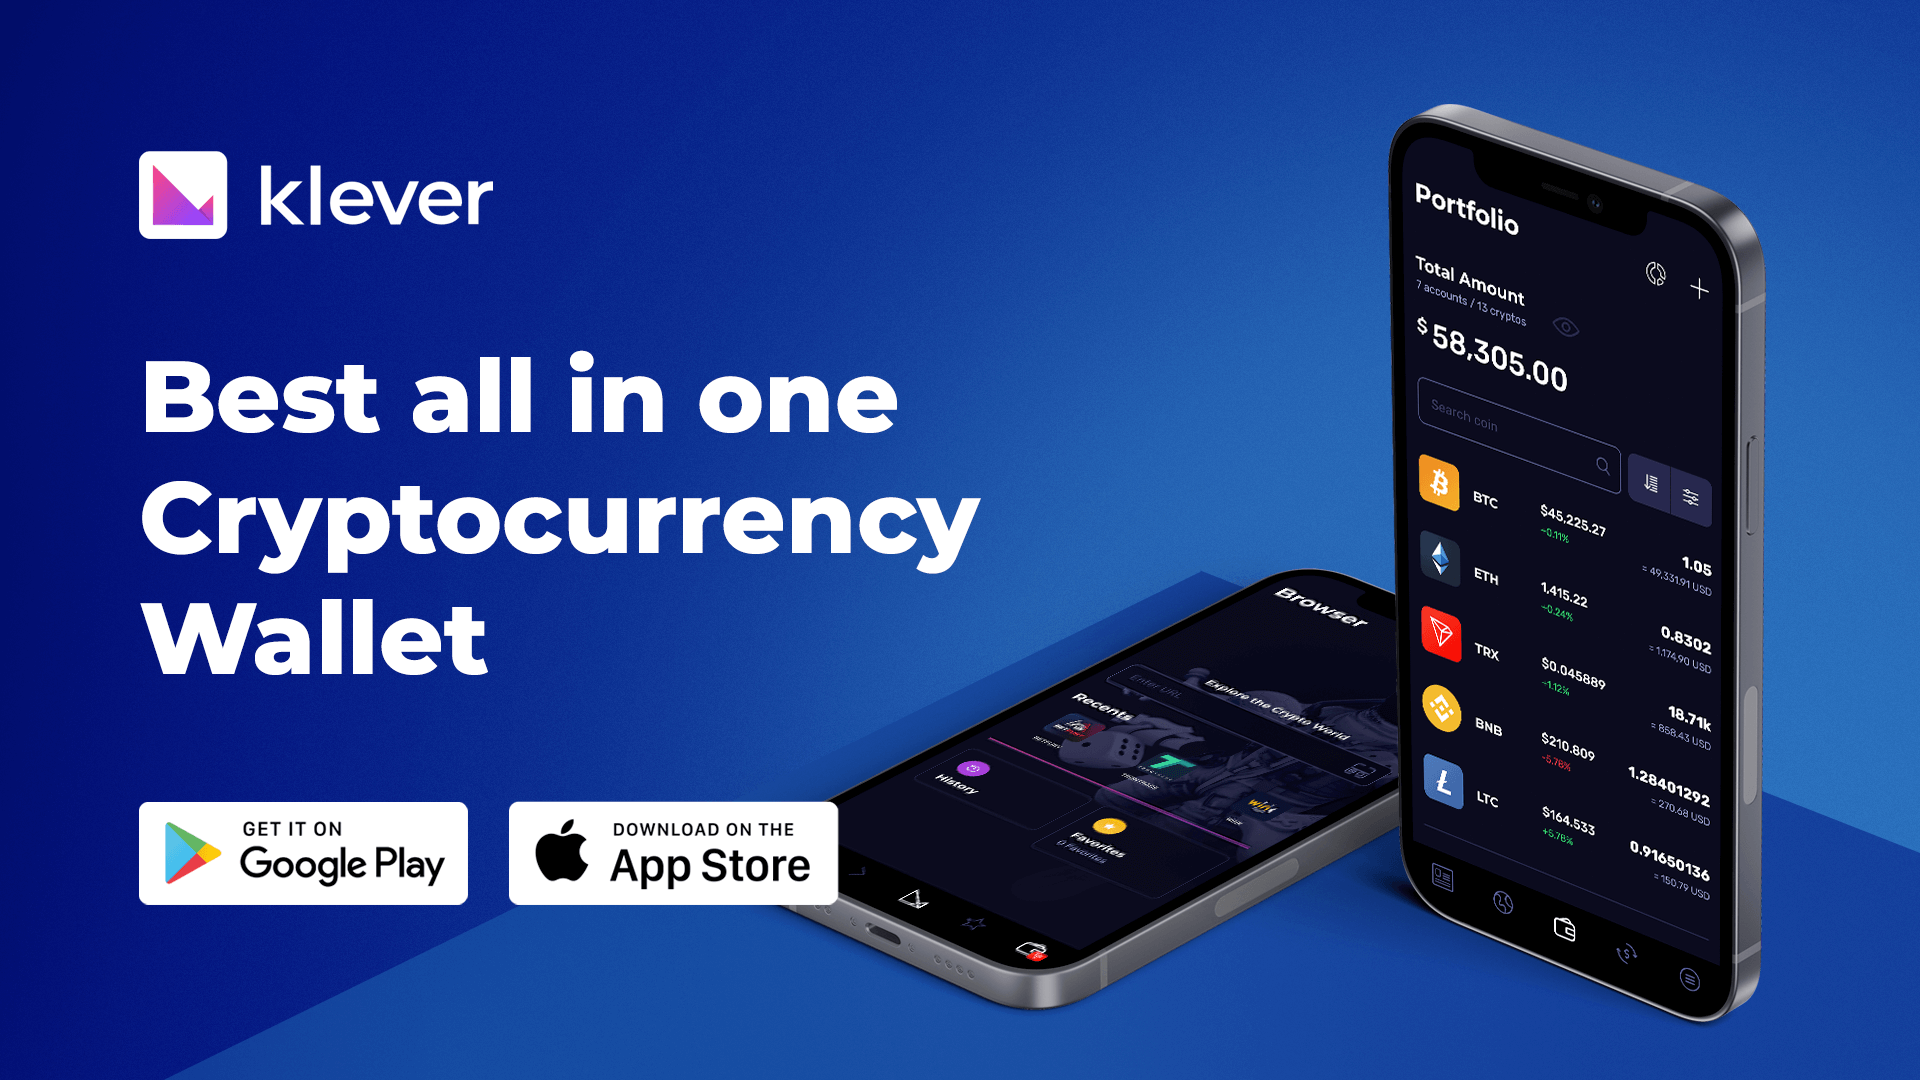 klever
Best all in one
Cryptocurrency
Wallet
GET IT ON
Google Play
DOWNLOAD ON THE
App Store
Browser
Enter URL
Explore the Crypto World
Recents
History
Favorites
0 Favorites
Portfolio
Total Amount
7 accounts / 13 cryptos
$ 58,305.00
Search coin
BTC
$45,225.27
~0.11%
1.05
= 49,331.91 USD
ETH
1,415.22
~0.24%
0.8302
= 1,174,90 USD
TRX
$0.045889
~1.12%
18.71k
= 858.43 USD
BNB
$210.809
-5.78%
1.28401292
= 270.68 USD
LTC
$164.533
+5.78%
0.91650136
= 150.79 USD